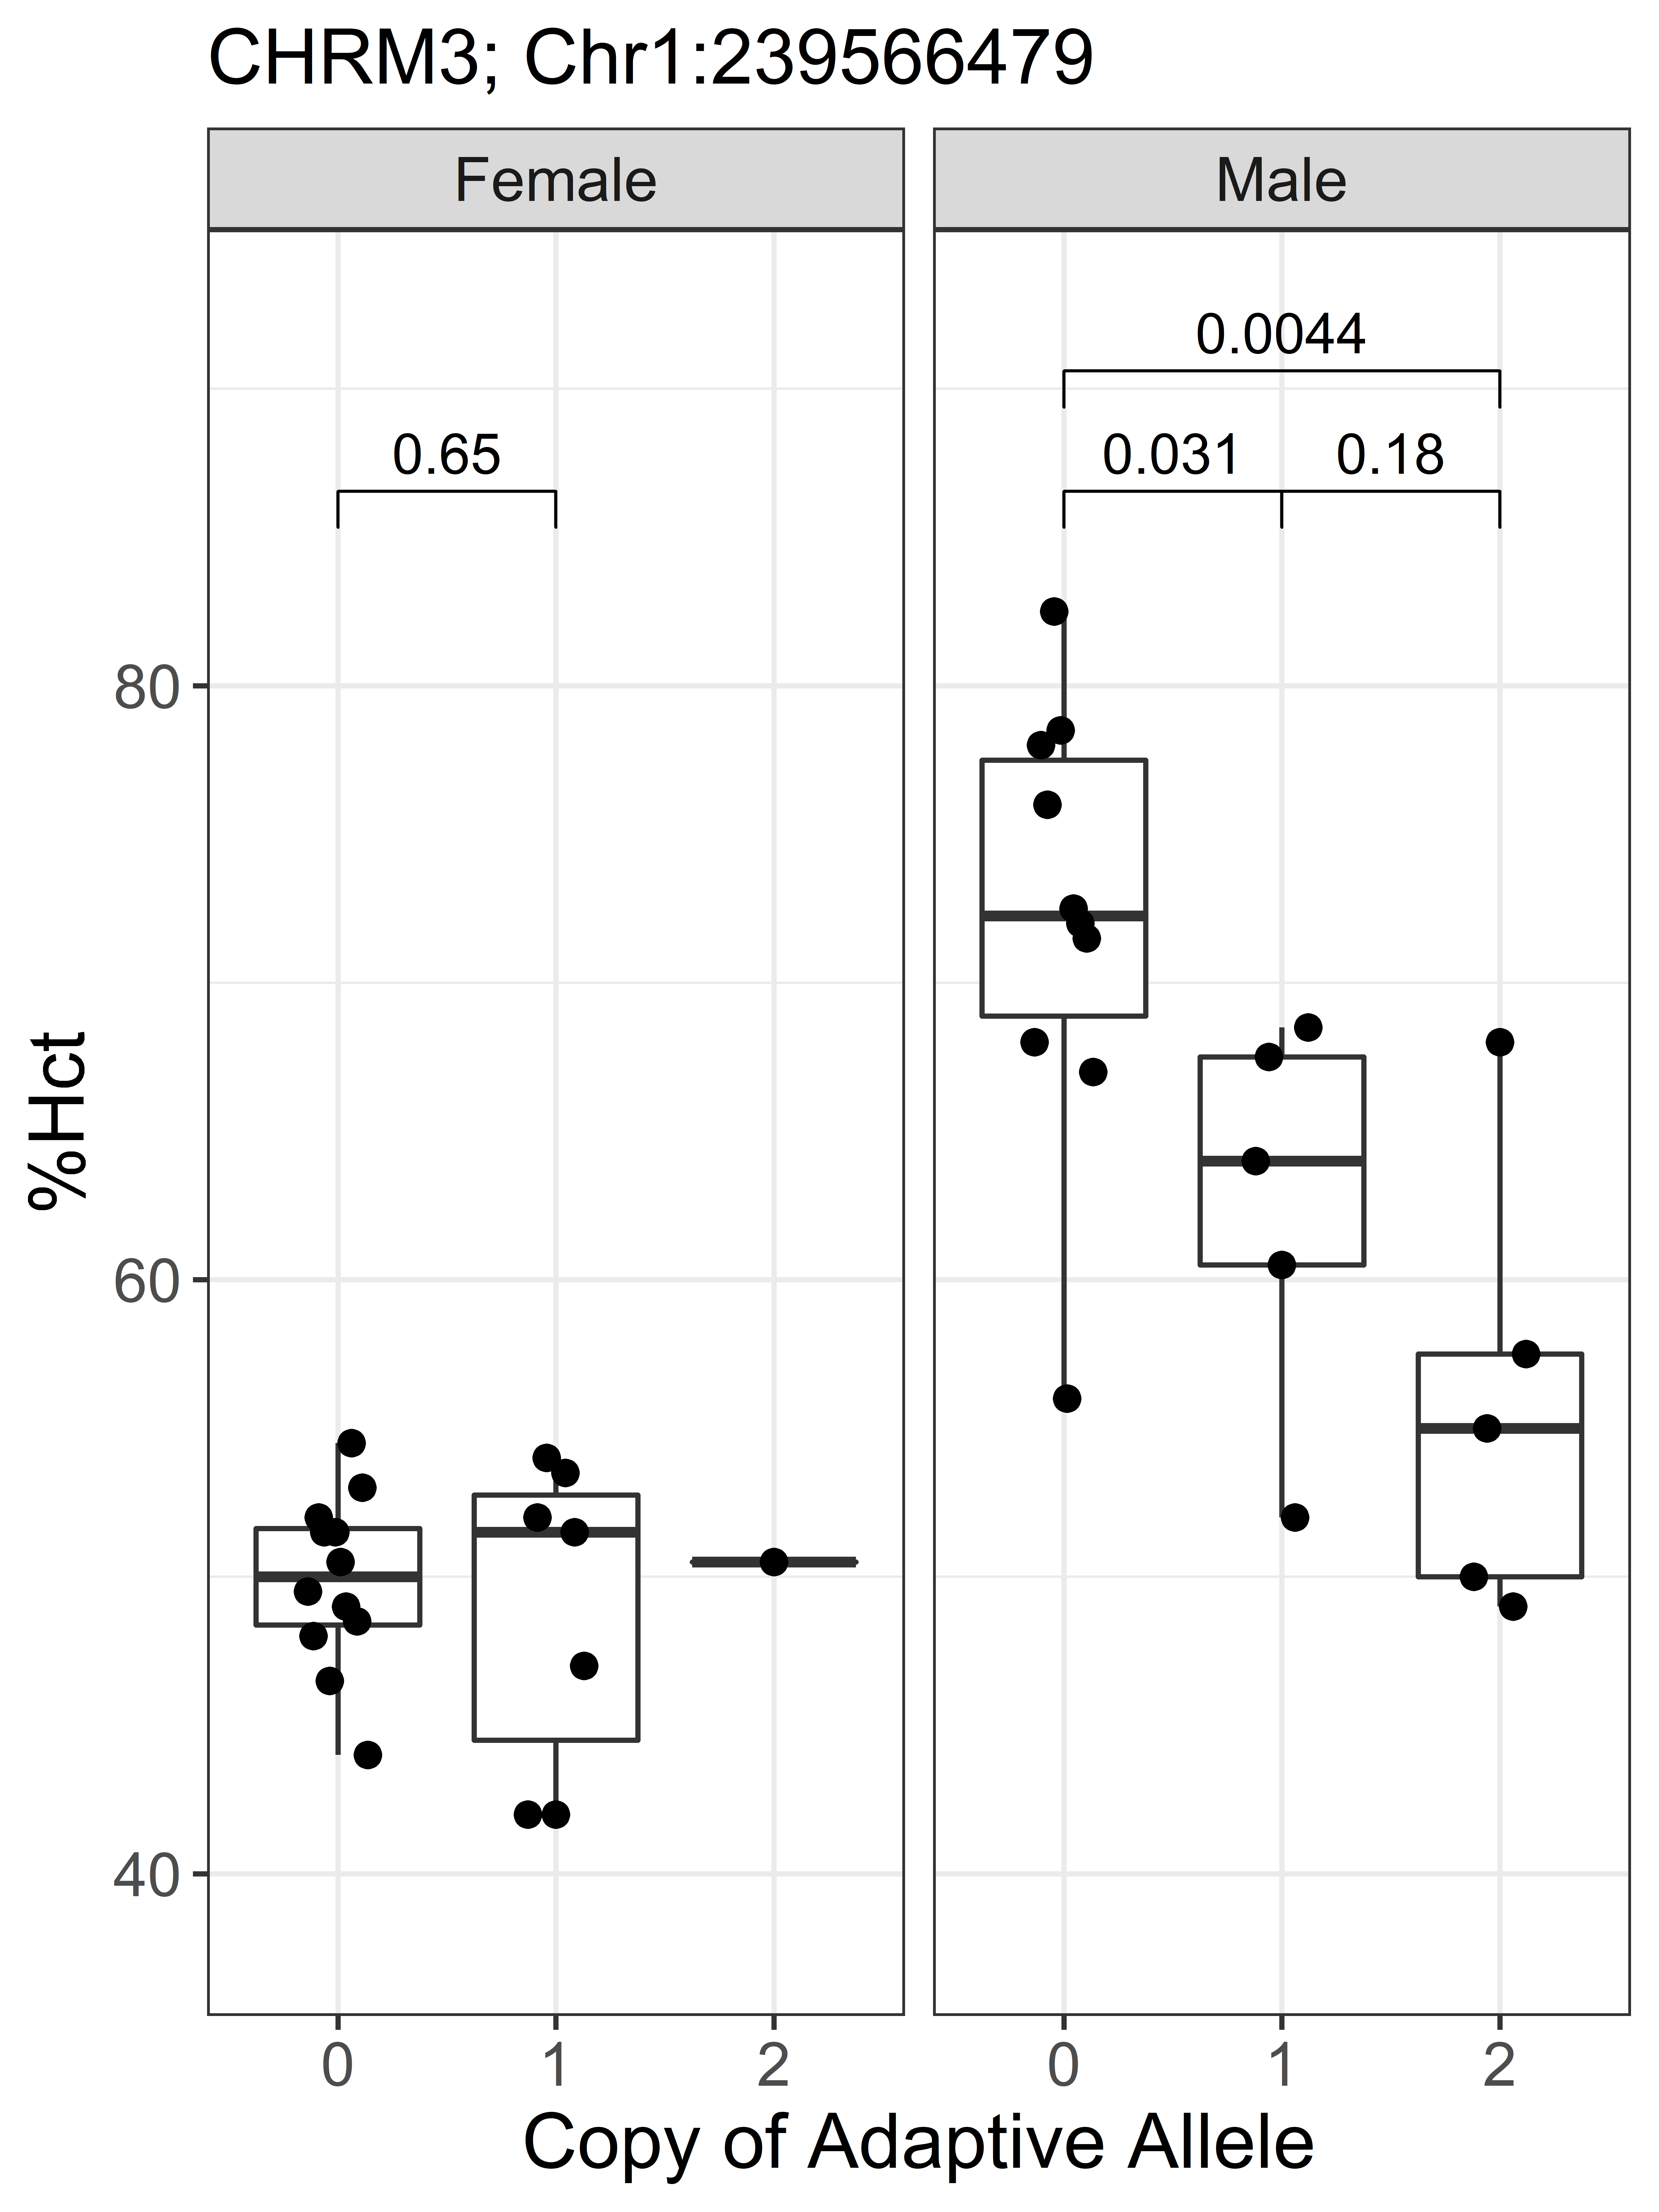 CHRM3; Chr1:239566479
Female
Male
0.0044
0.65
0.031
0.18
80
60
40
%Hct
0 1 2
0 1 2
Copy of Adaptive Allele